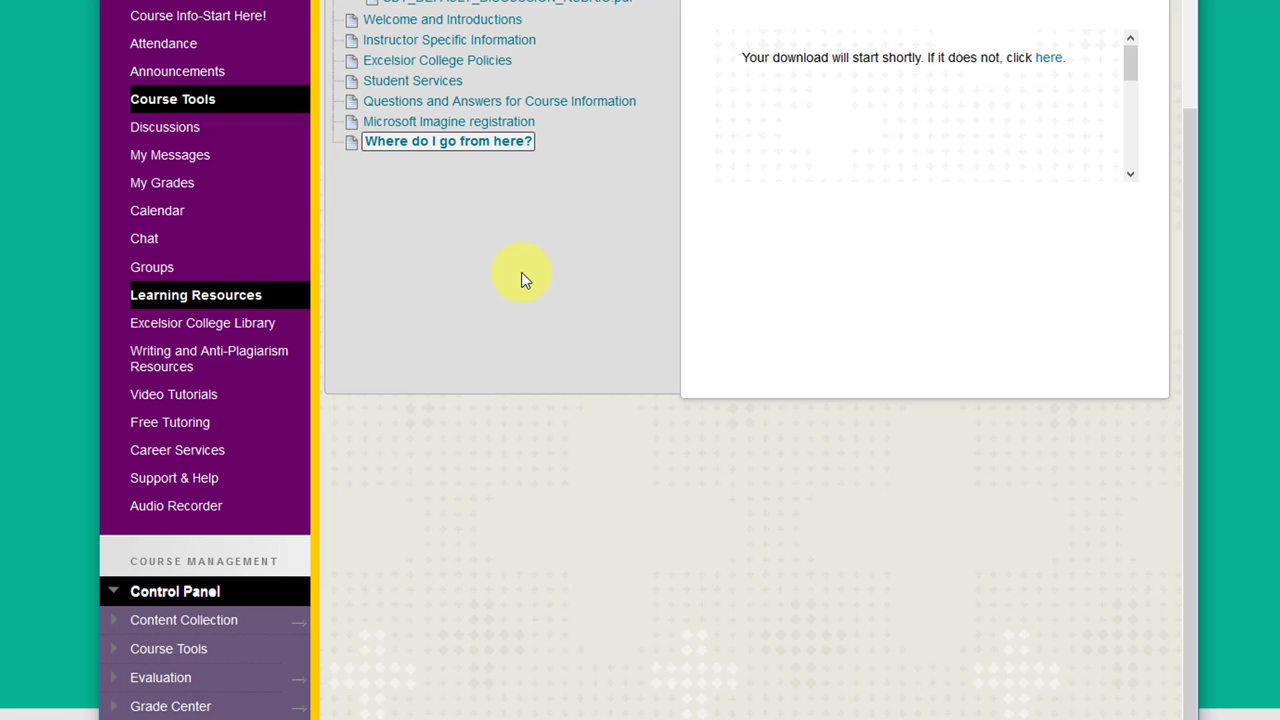 Course Info-Start Here!
Attendance
Announcements
Course Tools
Discussions
My Messages
My Grades
Calendar
Chat
Groups
Learning Resources
Excelsior College Library
Writing and Anti-Plagiarism
Resources
Video Tutorials
Free Tutoring
Career Services
Support & Help
Audio Recorder
COURSE MANAGEMENT
Control Panel
Content Collection
Course Tools
Evaluation
Grade Center
Welcome and Introductions
Instructor Specific Information
Excelsior College Policies
Student Services
Questions and Answers for Course Information
Microsoft Imagine registration
Where do I go from here?
Your download will start shortly. If it does not, click here.